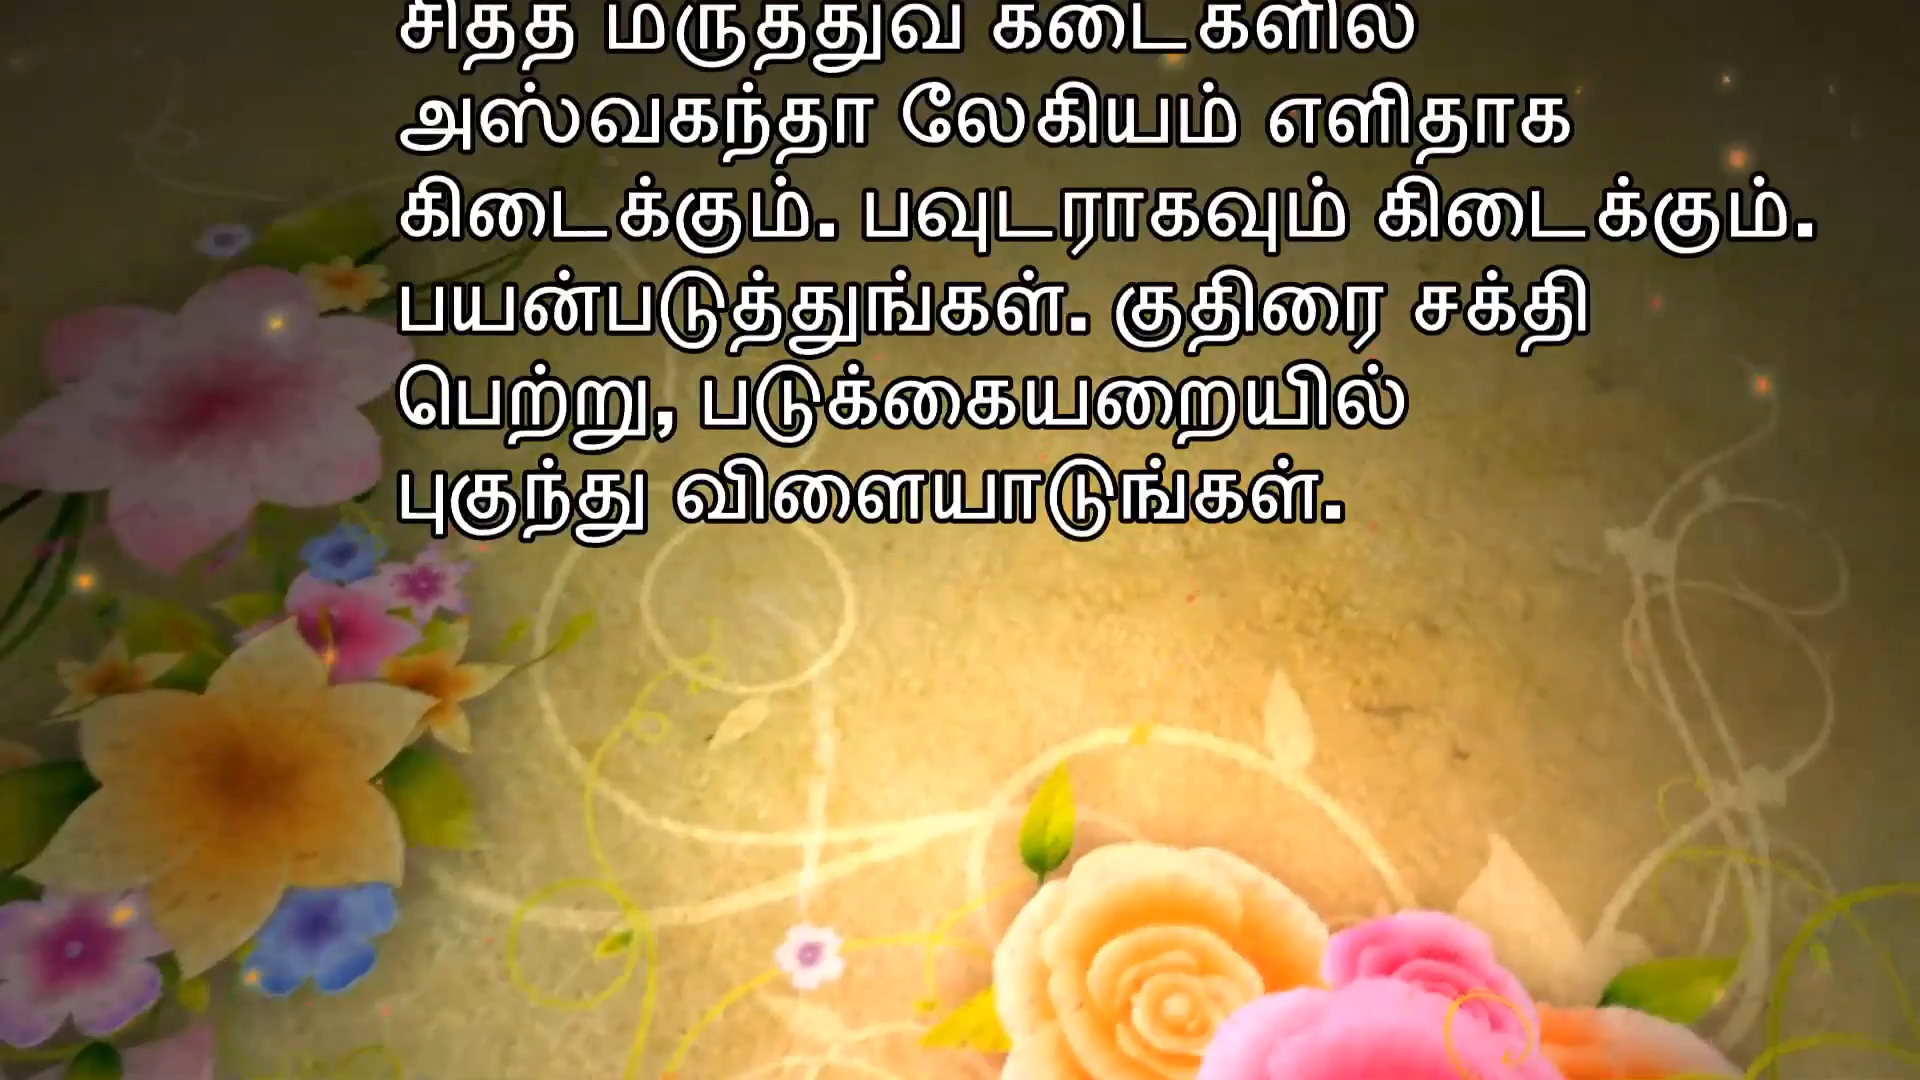 சித்த மருத்துவ கடைகளில்
அஸ்வகந்தா லேகியம் எளிதாக
கிடைக்கும். பவுடராகவும் கிடைக்கும்.
பயன்படுத்துங்கள். குதிரை சக்தி
பெற்று, படுக்கையறையில்
புகுந்து விளையாடுங்கள்.